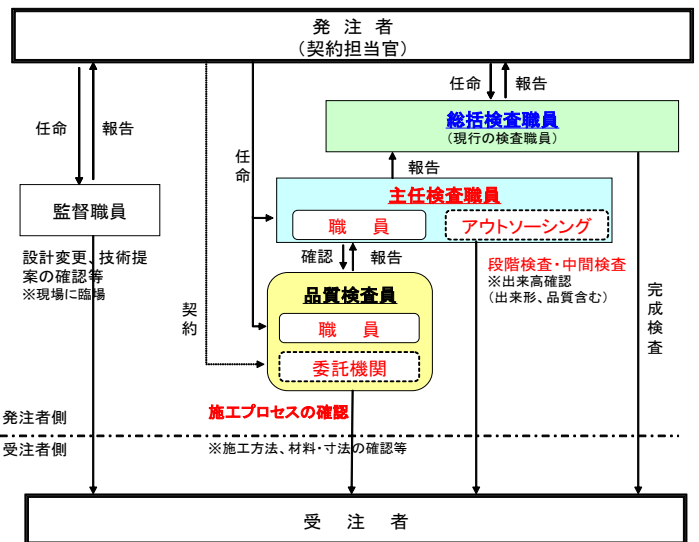 発 注 者
（契約担当官）
任命
報告
任命
報告
総括検査職員
（現行の検査職員）
任命
報告
監督職員
主任検査職員
職 員
アウトソーシング
設計変更、技術提
案の確認等
※現場に臨場
確認
報告
段階検査・中間検査
※出来高確認
（出来形、品質含む）
完成検査
契約
品質検査員
職 員
委託機関
施工プロセスの確認
発注者側
受注者側
※施工方法、材料・寸法の確認等
受 注 者